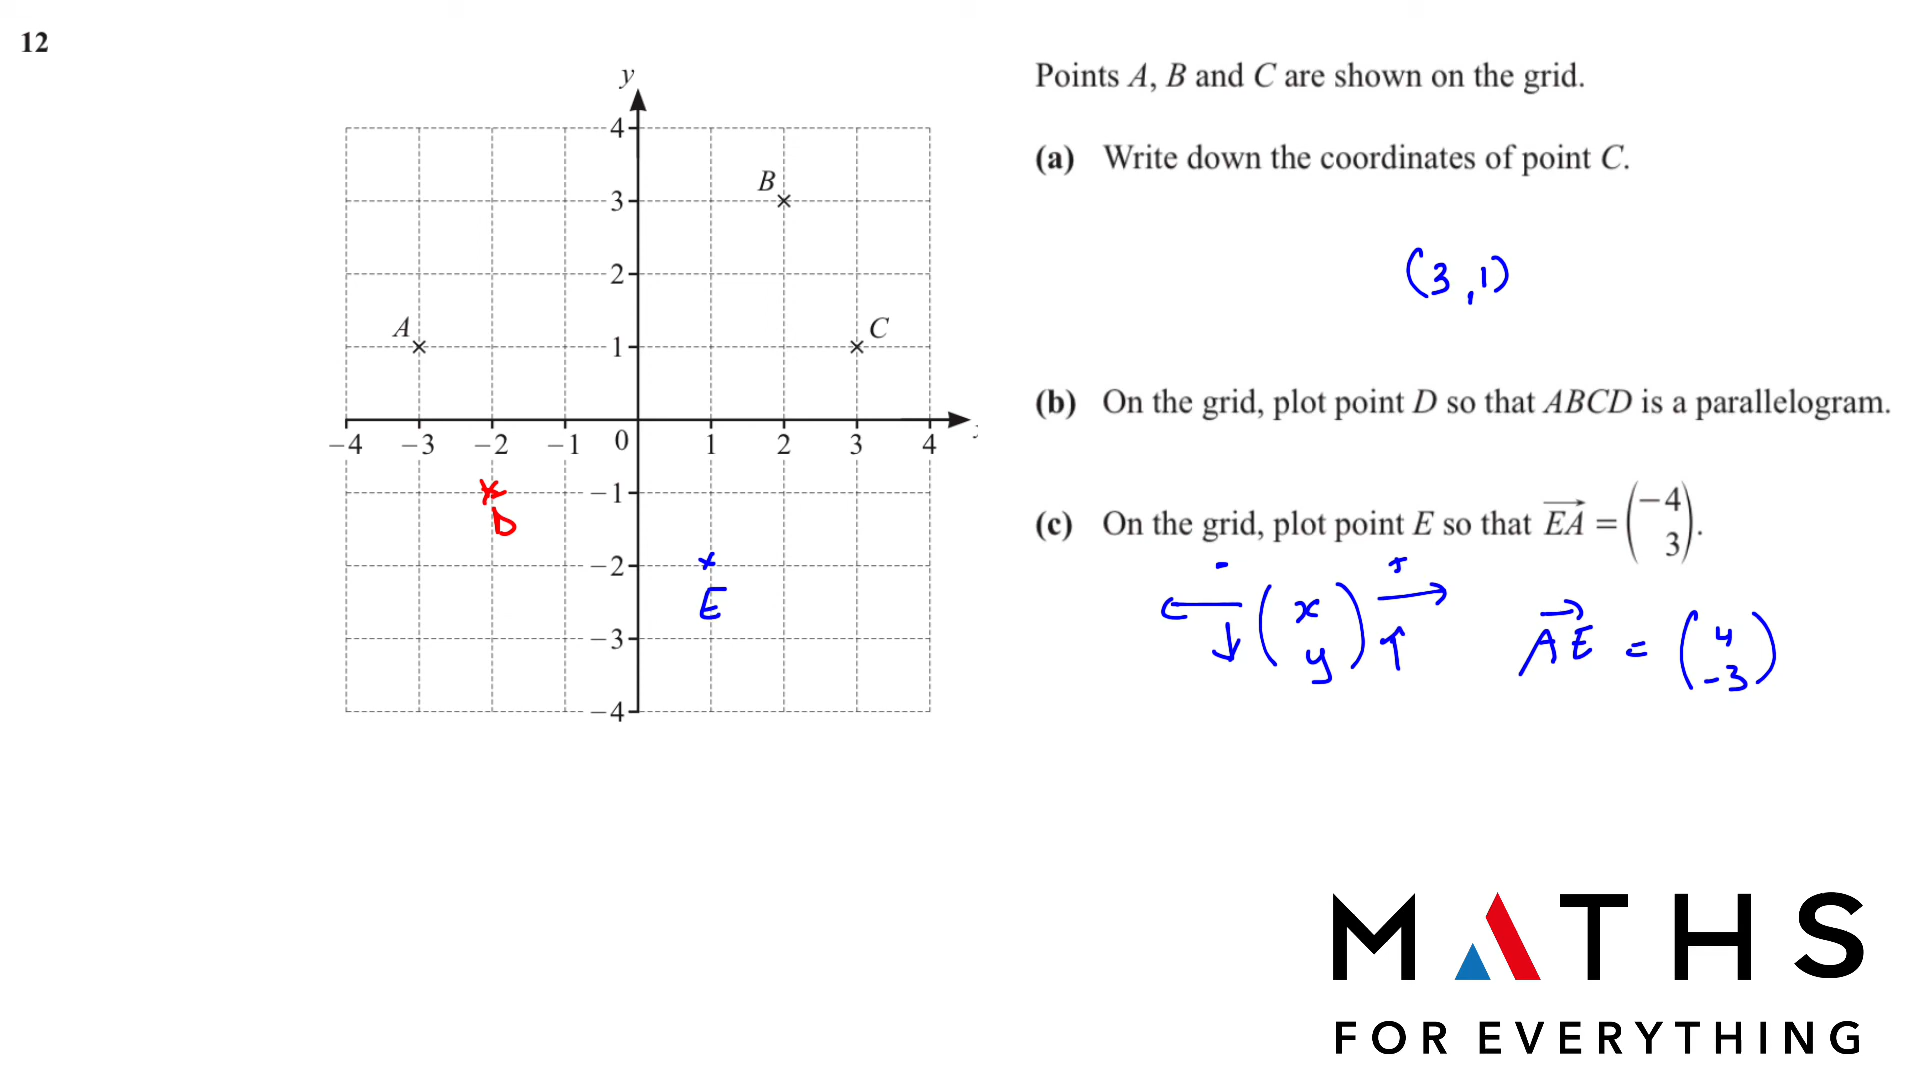 12
y
4
3
2
1
B
A
C
−4 −3 −2 −1 0 1 2 3 4
−1
−2
−3
−4
D
E
Points A, B and C are shown on the grid.
(a) Write down the coordinates of point C.
(3,1)
(b) On the grid, plot point D so that ABCD is a parallelogram.
(c) On the grid, plot point E so that EA = (−4 3).
- (x y) +
AE = (4 -3)
MATHS
FOR EVERYTHING